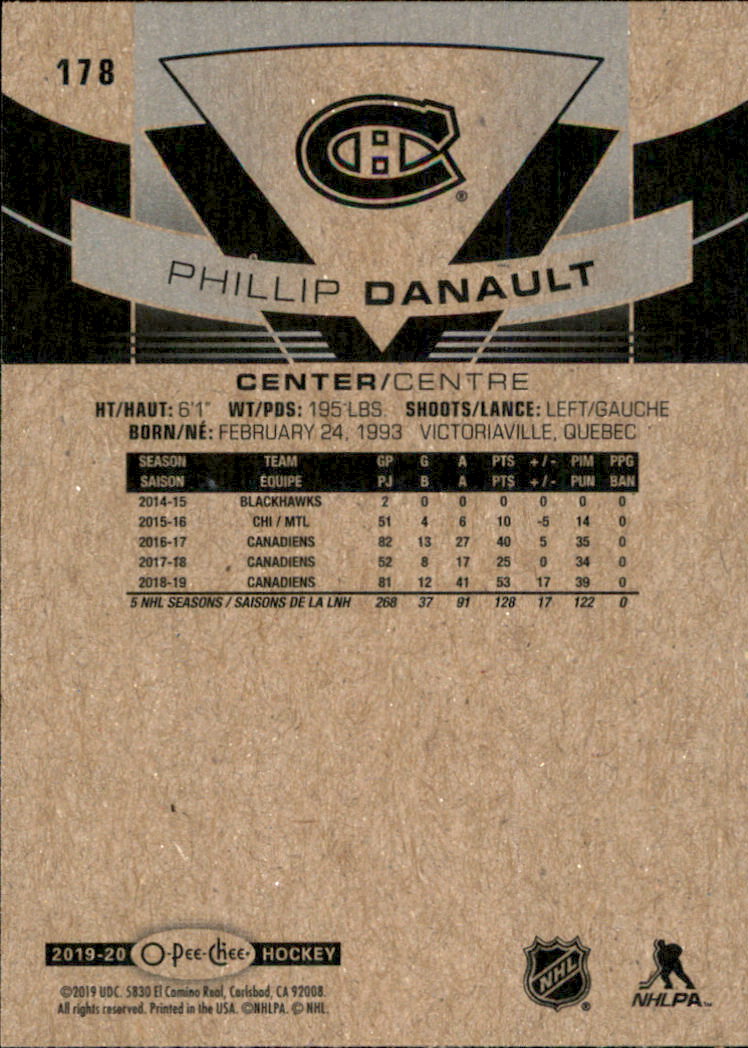 178
PHILLIP DANAULT
CENTER/CENTRE
HT/HAUT: 6'1" WT/PDS: 195 LBS. SHOOTS/LANCE: LEFT/GAUCHE
BORN/NÉ: FEBRUARY 24, 1993 VICTORIAVILLE, QUEBEC
SEASON TEAM GP G A PTS +/- PIM PPG
SAISON ÉQUIPE PJ B A PTS +/- PUN BAN
2014-15 BLACKHAWKS 2 0 0 0 0 0 0
2015-16 CHI / MTL 51 4 6 10 -5 14 0
2016-17 CANADIENS 82 13 27 40 5 35 0
2017-18 CANADIENS 52 8 17 25 0 34 0
2018-19 CANADIENS 81 12 41 53 17 39 0
5 NHL SEASONS / SAISONS DE LA LNH 268 37 91 128 17 122 0
2019-20 O-PEE-CHEE HOCKEY
©2019 UDC. 5830 El Camino Real, Carlsbad, CA 92008.
All rights reserved. Printed in the USA. ©NHLPA. © NHL.
NHL ®
NHLPA™